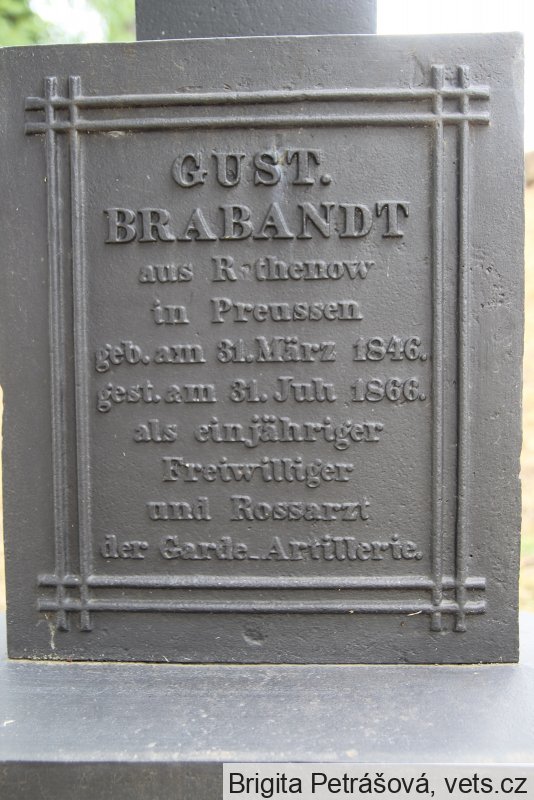 GUST.
BRABANDT
aus Rathenow
in Preussen
geb. am 31. März 1846.
gest. am 31. Juli 1866.
als einjähriger
Freiwilliger
und Rossarzt
der Garde-Artillerie.
Brigita Petrášová, vets.cz